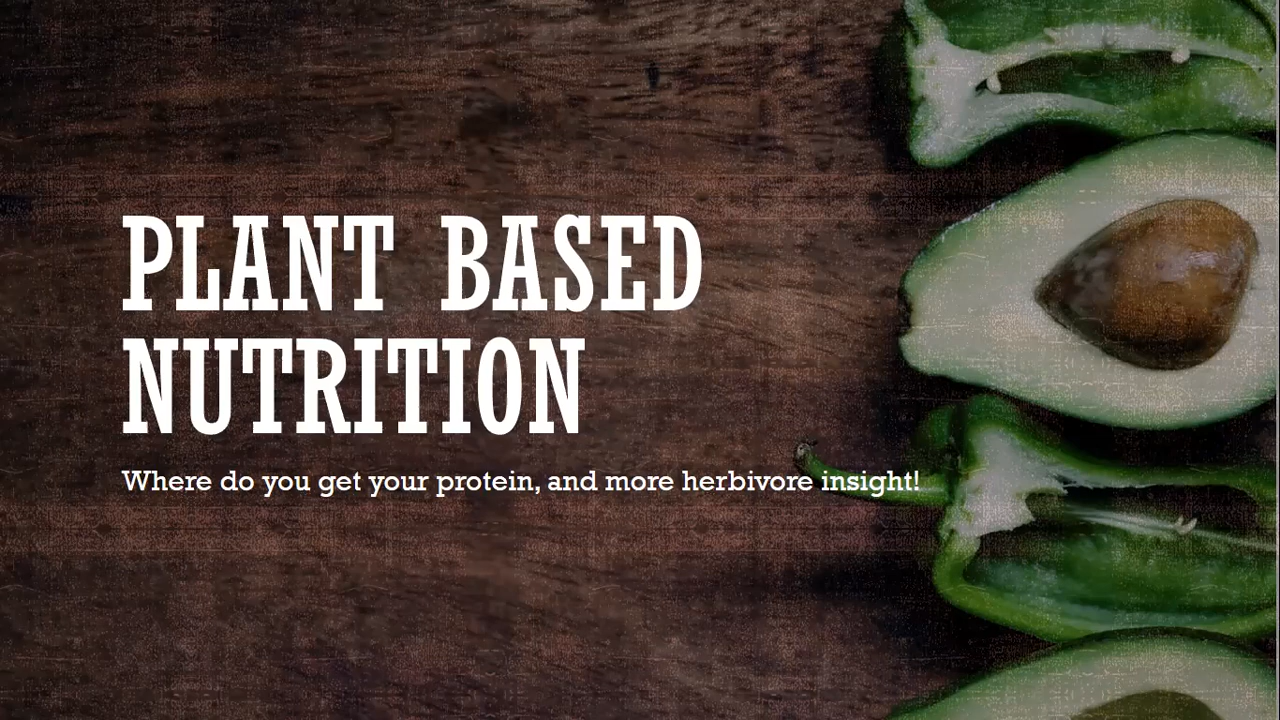 PLANT BASED
NUTRITION
Where do you get your protein, and more herbivore insight!